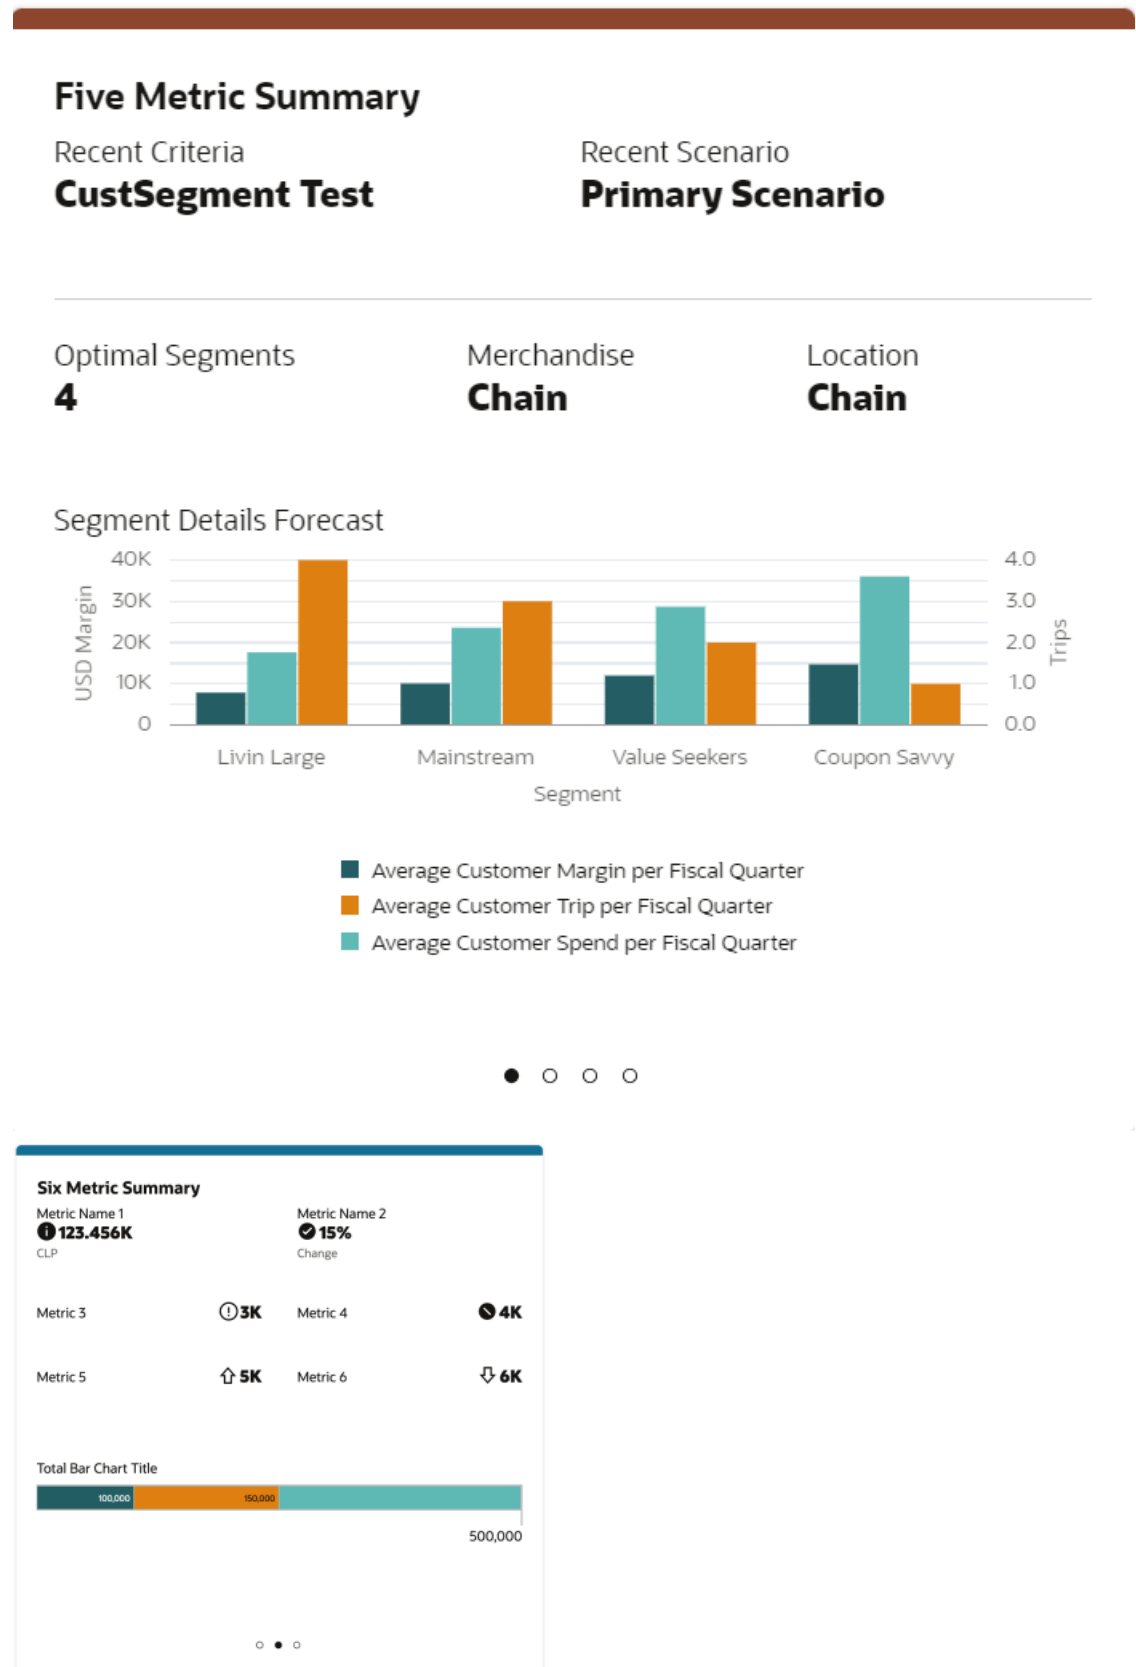 Five Metric Summary
Recent Criteria
CustSegment Test
Recent Scenario
Primary Scenario
Optimal Segments
4
Merchandise
Chain
Location
Chain
Segment Details Forecast
40K
30K
20K
10K
0
USD Margin
4.0
3.0
2.0
1.0
0.0
Trips
Livin Large
Mainstream
Value Seekers
Coupon Savvy
Segment
Average Customer Margin per Fiscal Quarter
Average Customer Trip per Fiscal Quarter
Average Customer Spend per Fiscal Quarter
Six Metric Summary
Metric Name 1
123.456K
CLP
Metric Name 2
15%
Change
Metric 3
3K
Metric 4
4K
Metric 5
5K
Metric 6
6K
Total Bar Chart Title
100,000
150,000
500,000